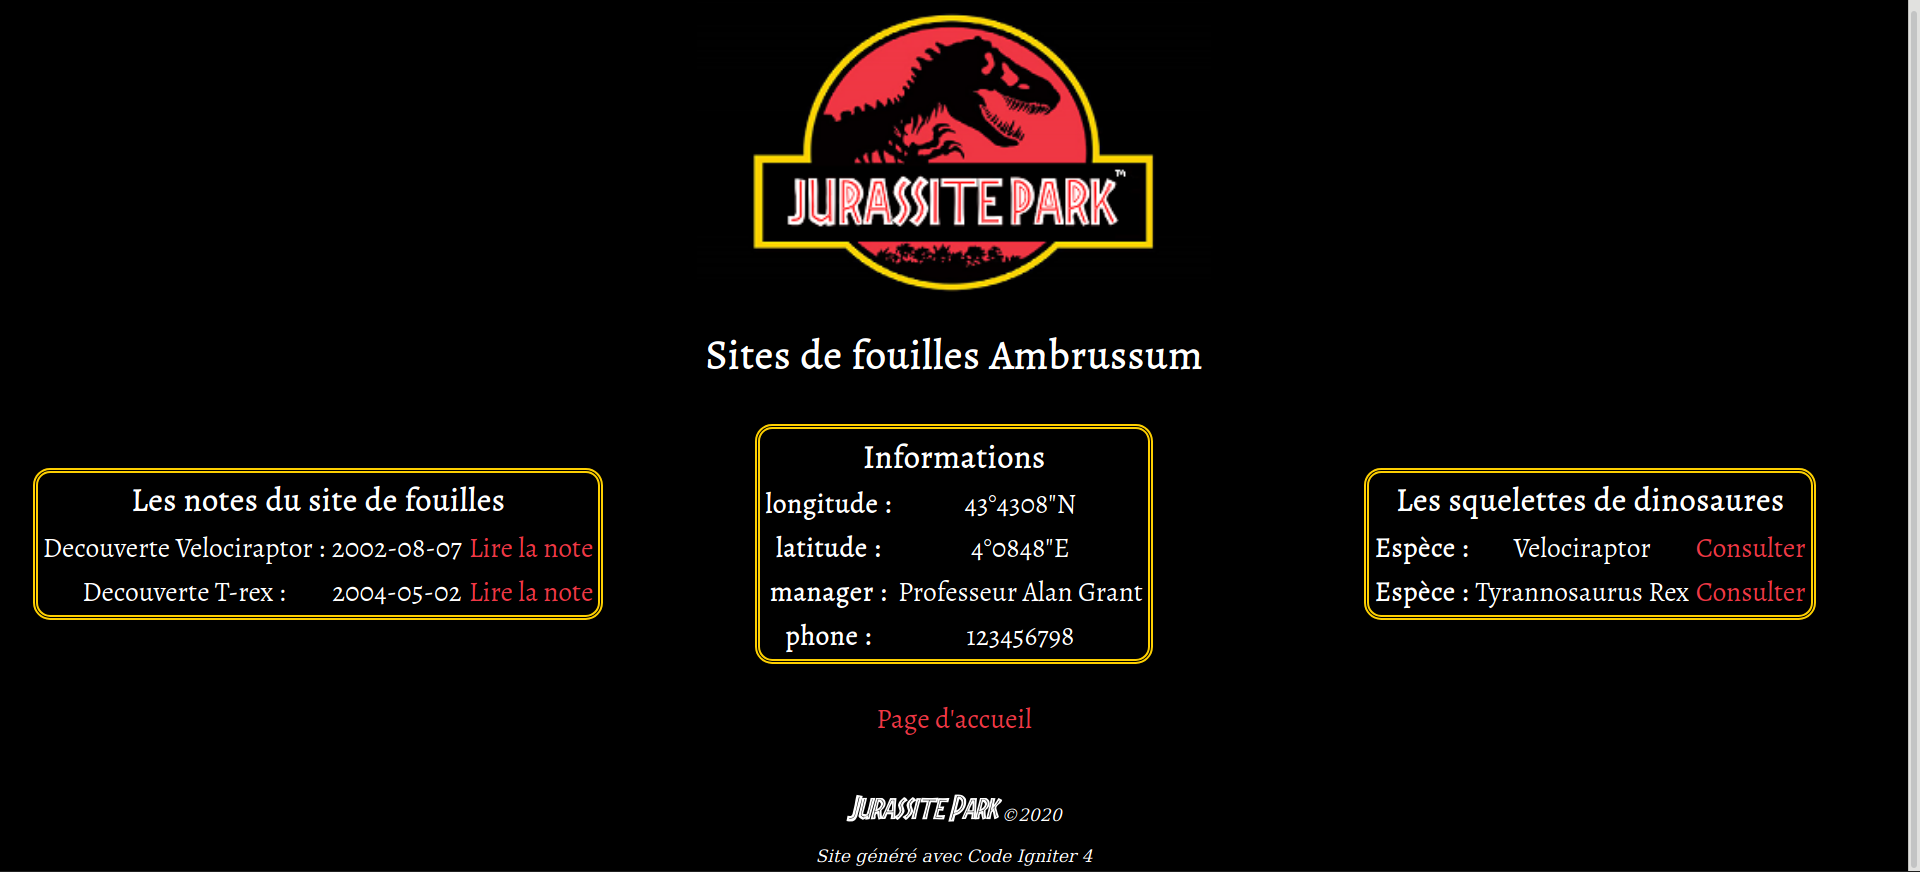 JURASSITE PARK™
Sites de fouilles Ambrussum
Les notes du site de fouilles
Decouverte Velociraptor : 2002-08-07 Lire la note
Decouverte T-rex : 2004-05-02 Lire la note
Informations
longitude : 43°4308"N
latitude : 4°0848"E
manager : Professeur Alan Grant
phone : 123456798
Les squelettes de dinosaures
Espèce : Velociraptor Consulter
Espèce : Tyrannosaurus Rex Consulter
Page d'accueil
JURASSITE PARK ©2020
Site généré avec Code Igniter 4